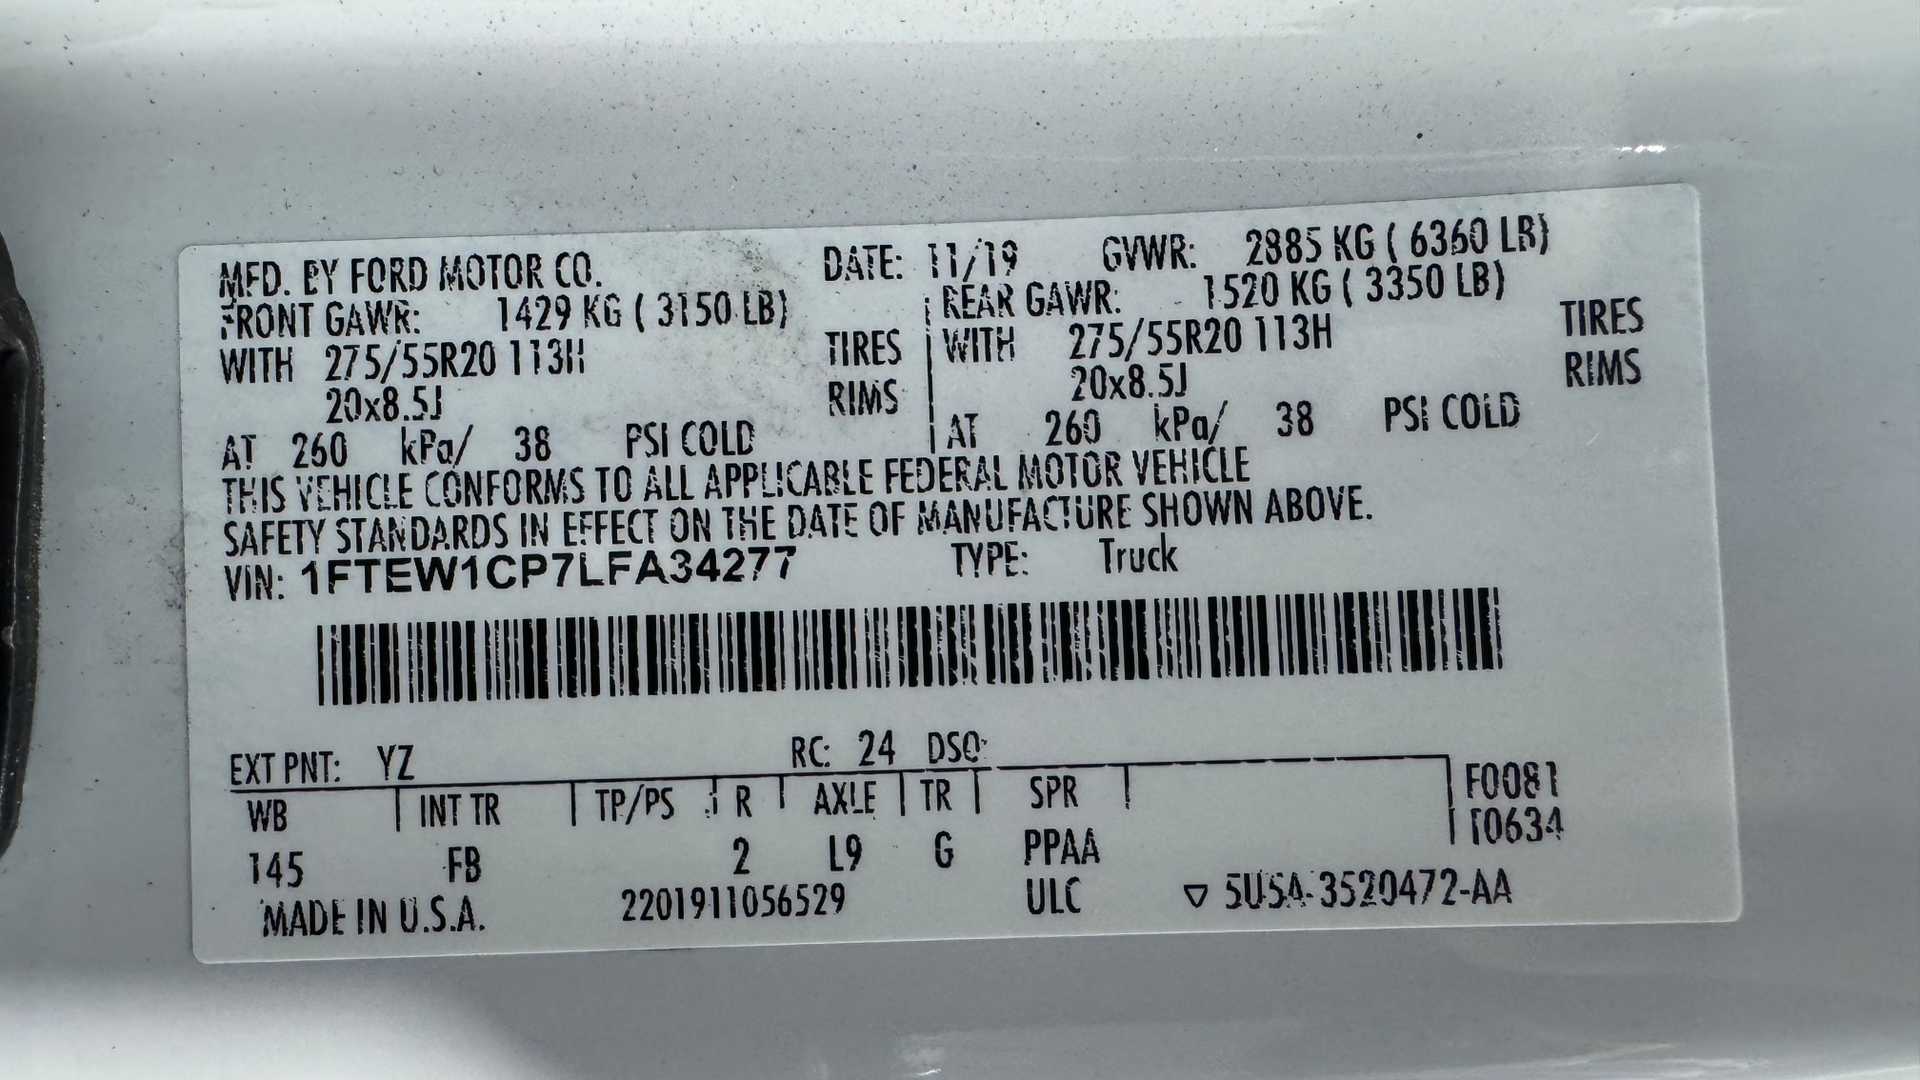 MFD. BY FORD MOTOR CO. DATE: 11/19 GVWR: 2885 KG ( 6360 LB)
FRONT GAWR: 1429 KG ( 3150 LB) REAR GAWR: 1520 KG ( 3350 LB)
WITH 275/55R20 113H TIRES WITH 275/55R20 113H TIRES
20x8.5J RIMS 20x8.5J RIMS
AT 260 kPa/ 38 PSI COLD AT 260 kPa/ 38 PSI COLD
THIS VEHICLE CONFORMS TO ALL APPLICABLE FEDERAL MOTOR VEHICLE
SAFETY STANDARDS IN EFFECT ON THE DATE OF MANUFACTURE SHOWN ABOVE.
VIN: 1FTEW1CP7LFA34277 TYPE: Truck
EXT PNT: YZ RC: 24 DSO:
WB INT TR TP/PS R AXLE TR SPR F0081
T0634
145 FB 2 L9 G PPAA
MADE IN U.S.A. 2201911056529 ULC ▽ 5U5A-3520472-AA